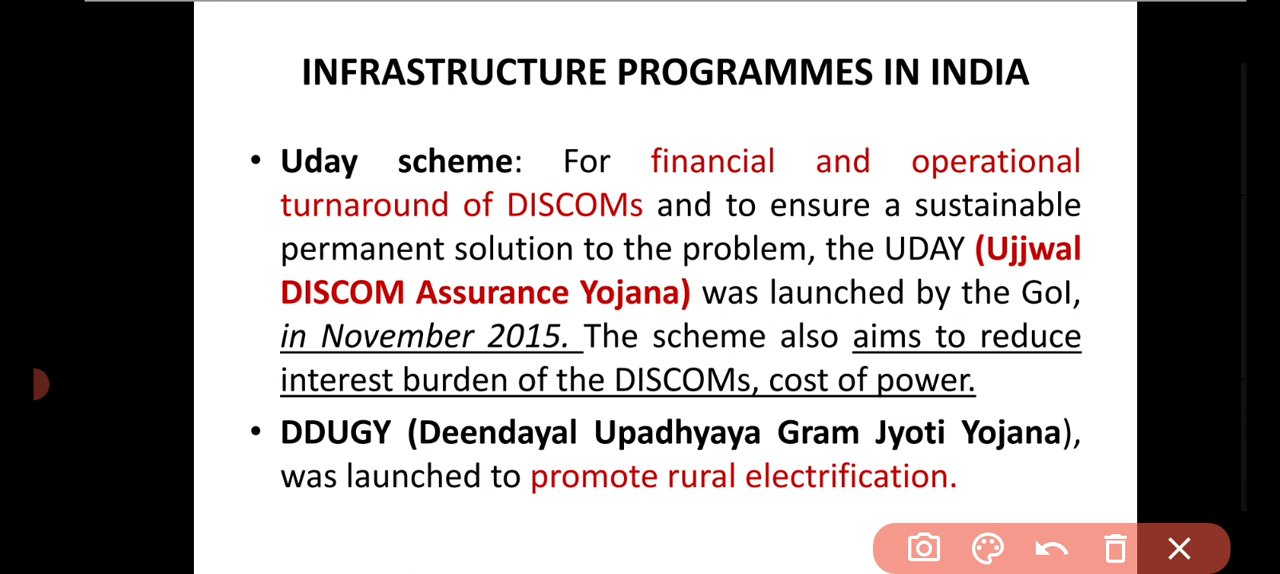 INFRASTRUCTURE PROGRAMMES IN INDIA
• Uday scheme: For financial and operational
turnaround of DISCOMs and to ensure a sustainable
permanent solution to the problem, the UDAY (Ujjwal
DISCOM Assurance Yojana) was launched by the GoI,
in November 2015. The scheme also aims to reduce
interest burden of the DISCOMs, cost of power.
• DDUGY (Deendayal Upadhyaya Gram Jyoti Yojana),
was launched to promote rural electrification.